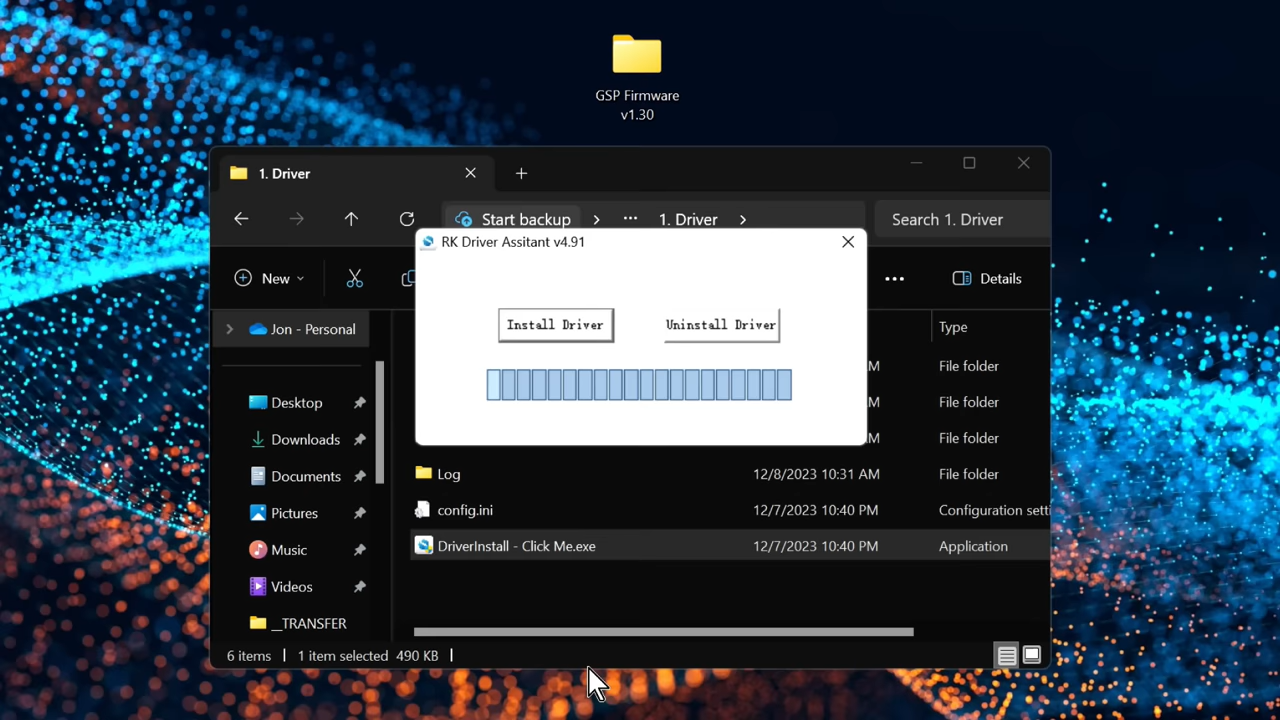 GSP Firmware
v1.30
1. Driver
Start backup
1. Driver
Search 1. Driver
RK Driver Assitant v4.91
New
Details
Install Driver
Uninstall Driver
Jon - Personal
Type
M
File folder
Desktop
M
File folder
Downloads
M
File folder
Documents
Log
12/8/2023 10:31 AM
File folder
Pictures
config.ini
12/7/2023 10:40 PM
Configuration setti
Music
DriverInstall - Click Me.exe
12/7/2023 10:40 PM
Application
Videos
__TRANSFER
6 items
1 item selected 490 KB